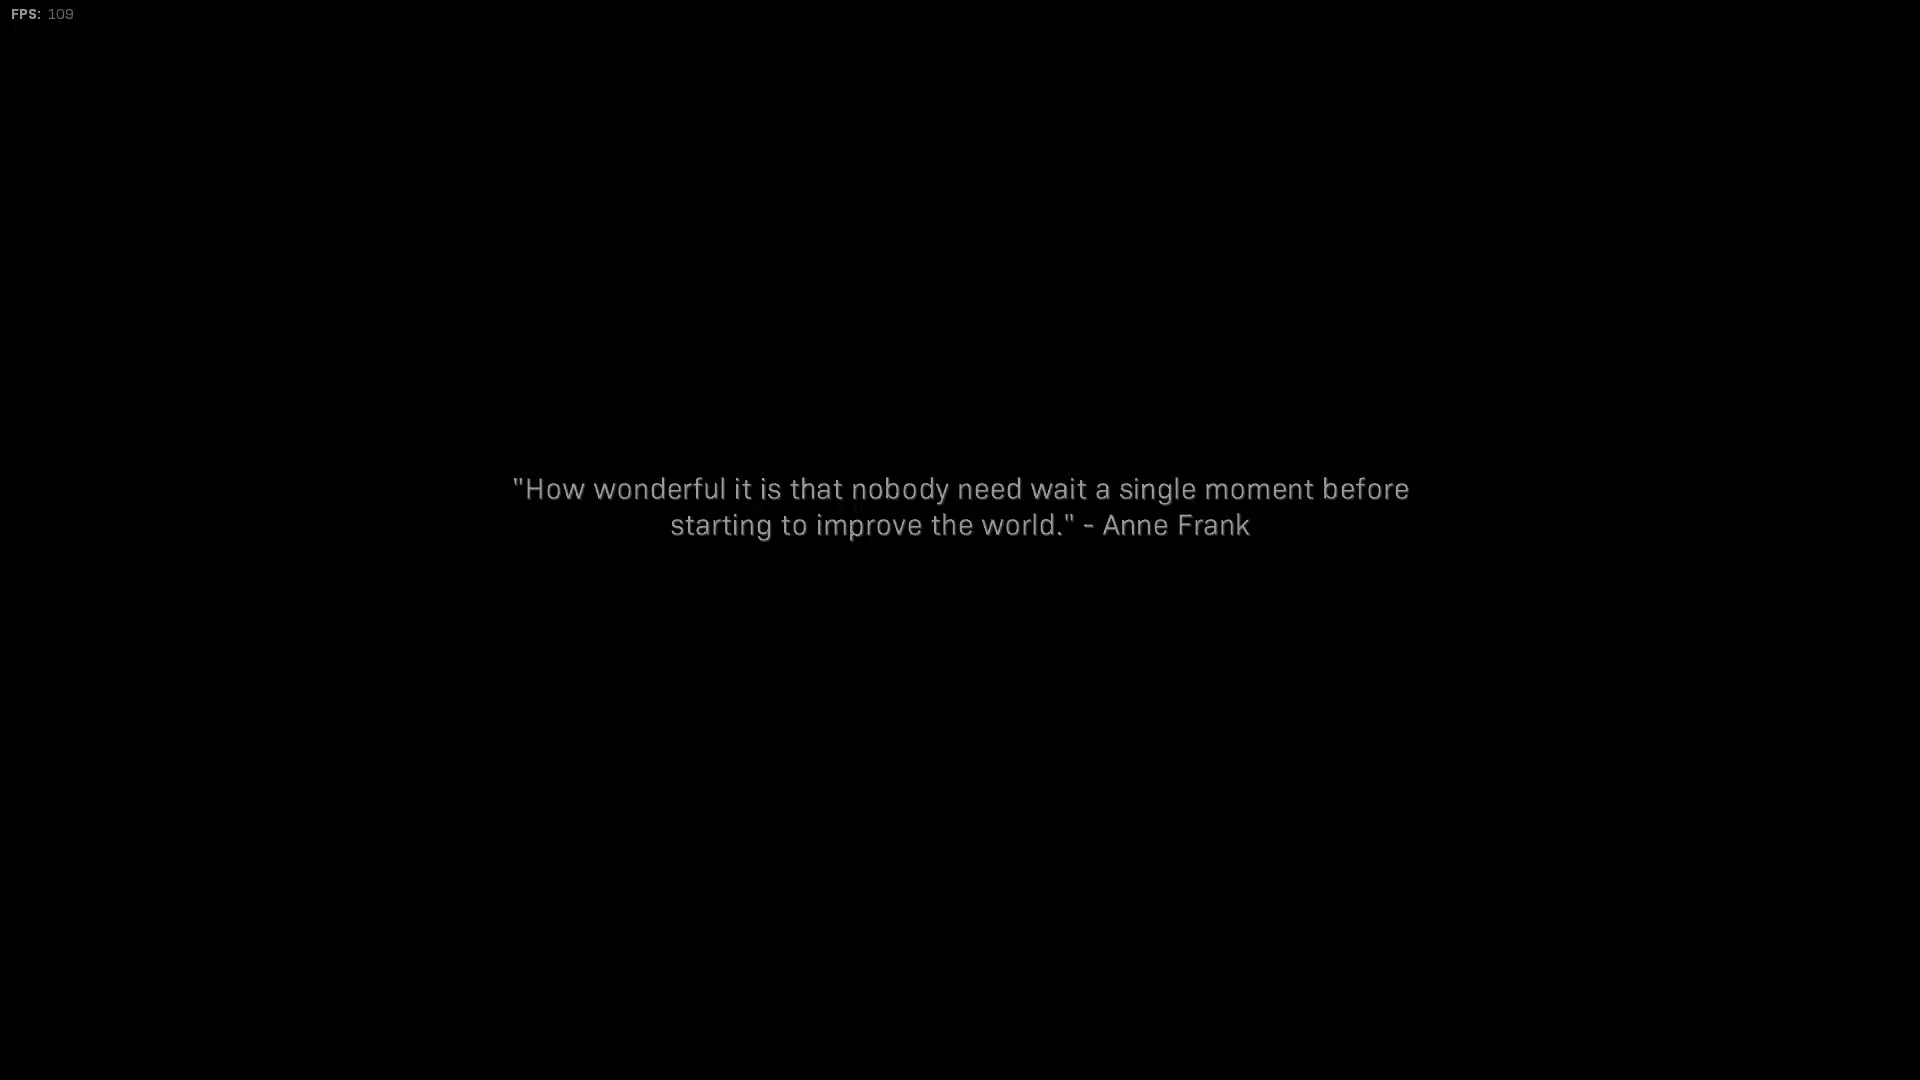 FPS: 109
"How wonderful it is that nobody need wait a single moment before
starting to improve the world." - Anne Frank